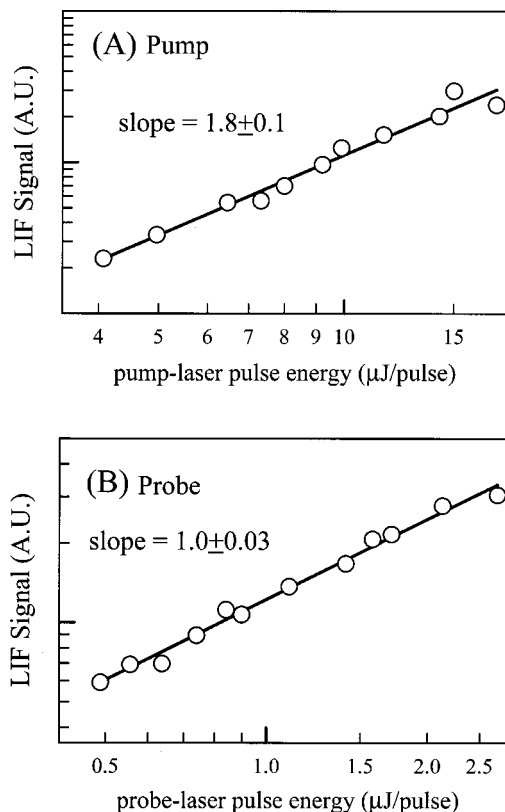 (A) Pump
slope = 1.8±0.1
LIF Signal (A.U.)
4 5 6 7 8 9 10 15
pump-laser pulse energy (μJ/pulse)
(B) Probe
slope = 1.0±0.03
LIF Signal (A.U.)
0.5 1.0 1.5 2.0 2.5
probe-laser pulse energy (μJ/pulse)